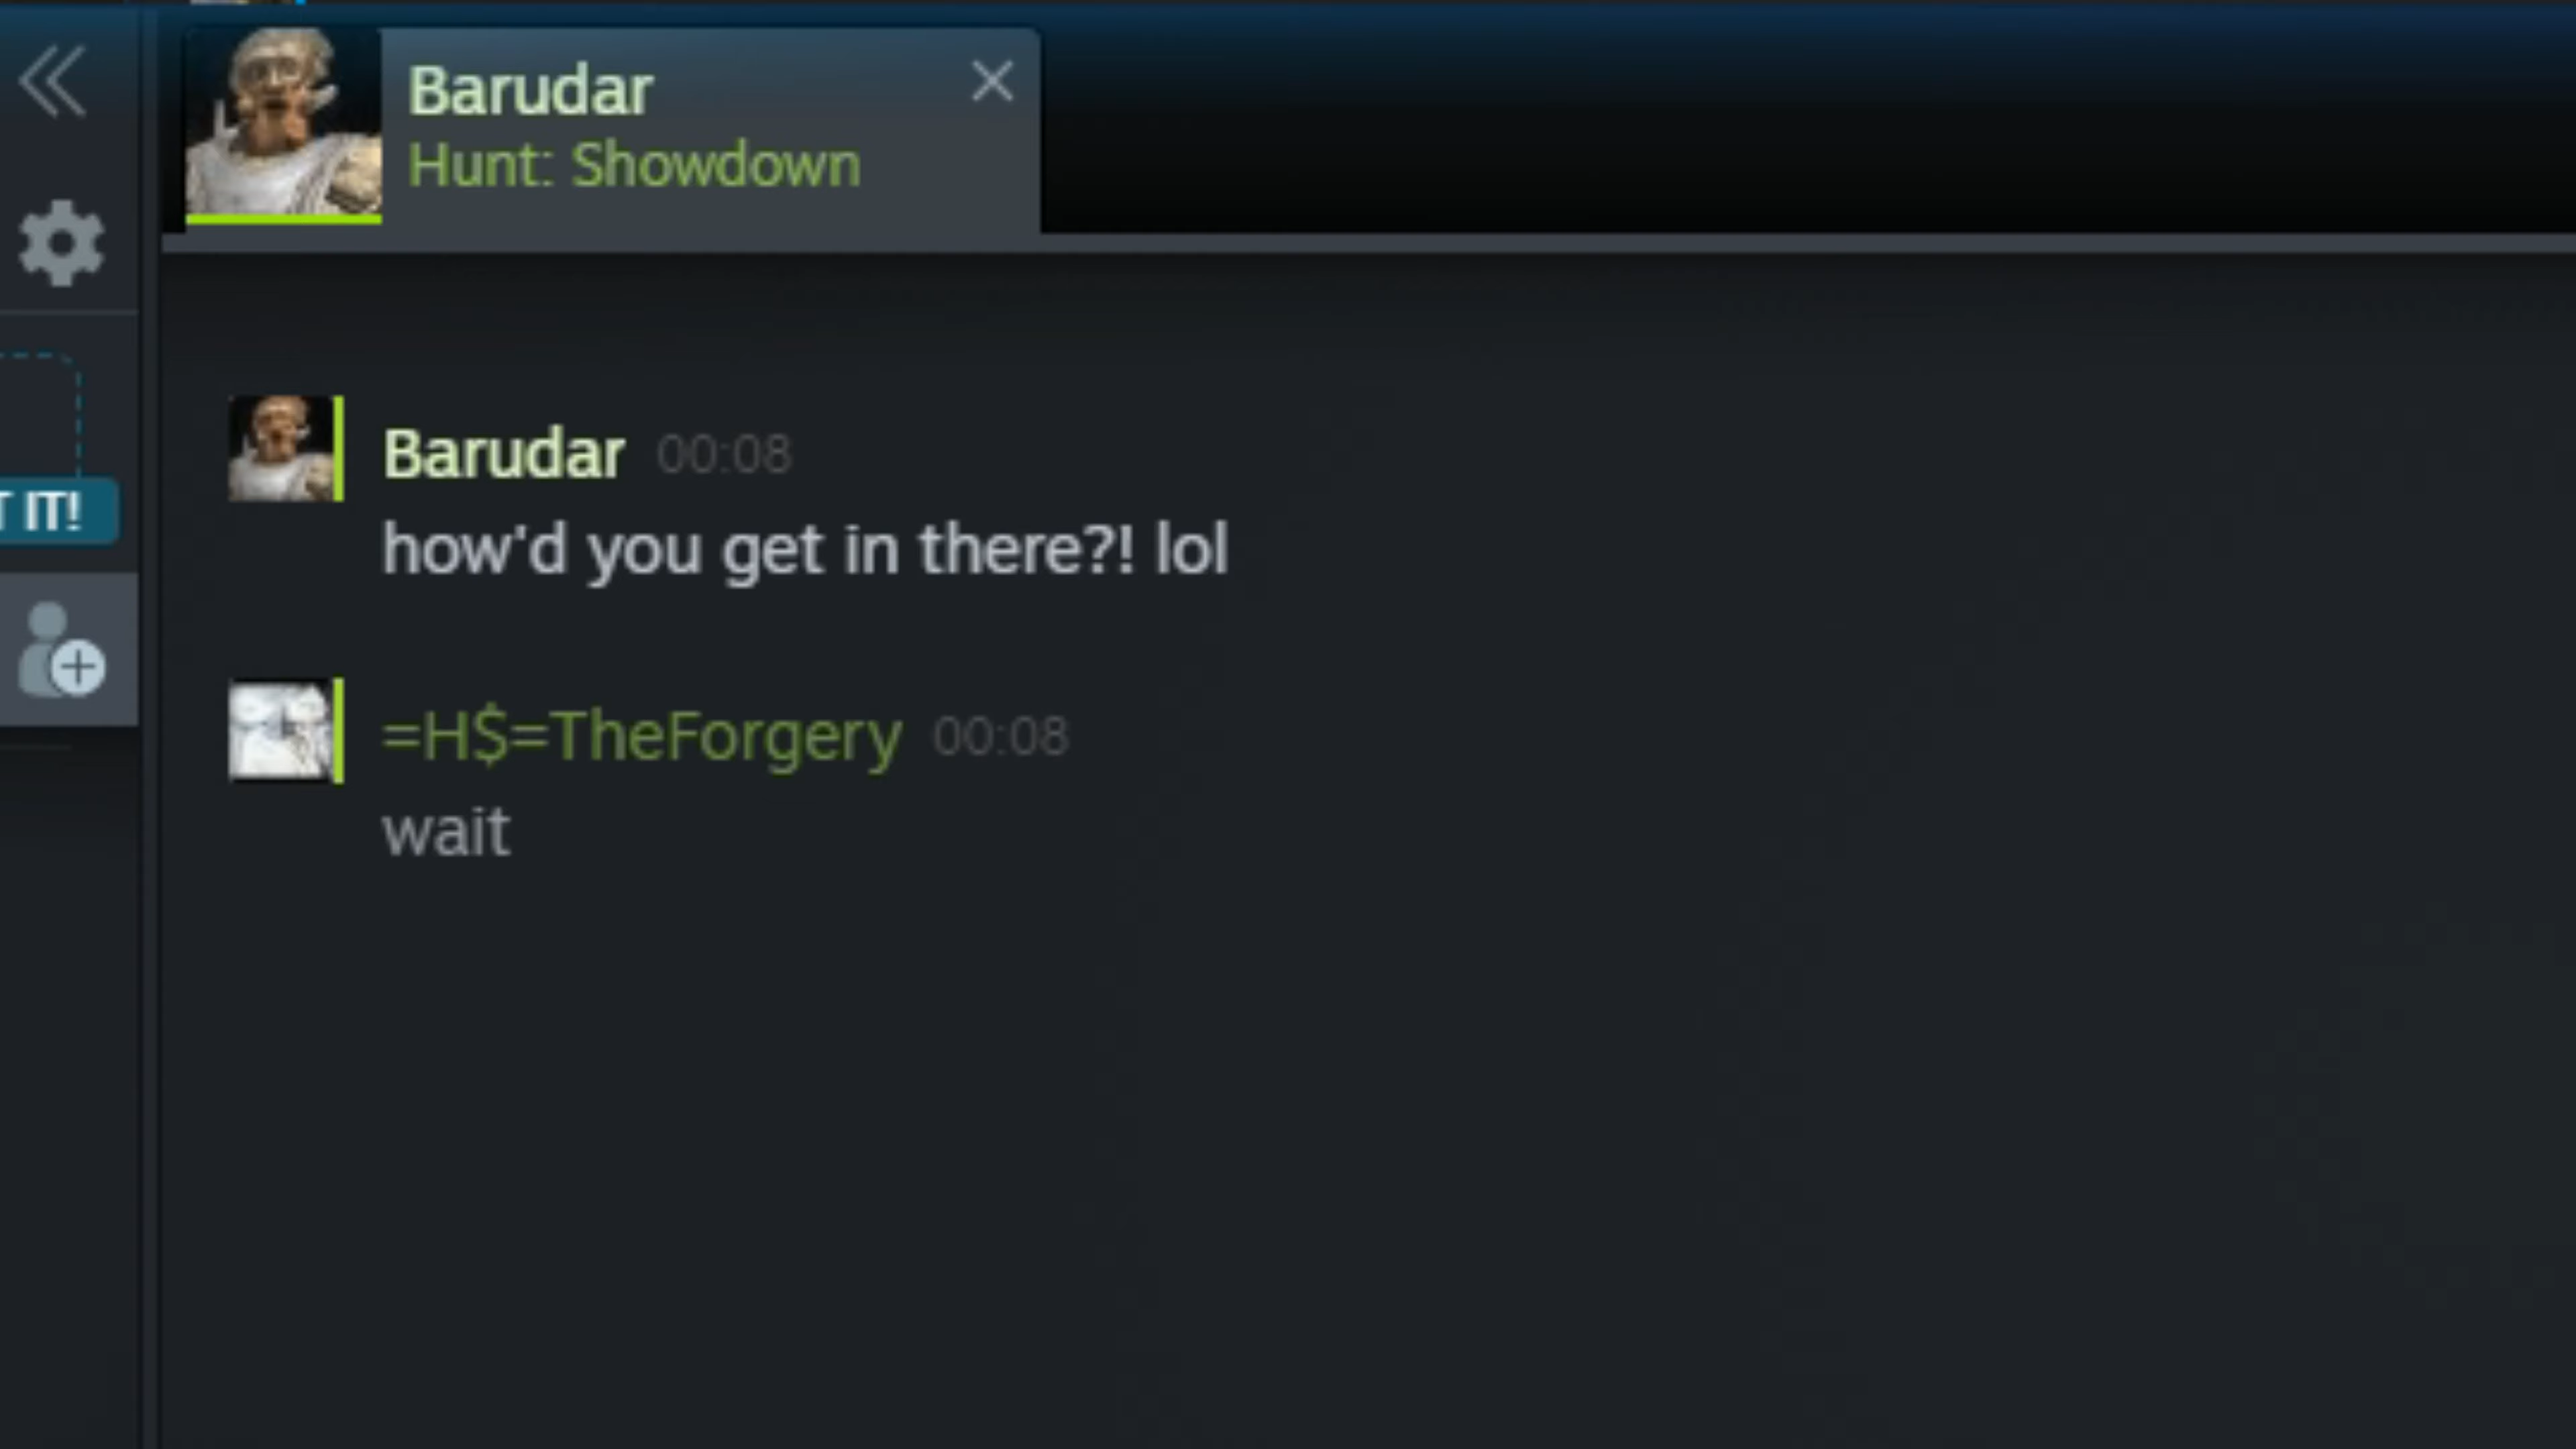 Barudar
Hunt: Showdown
Barudar 00:08
how'd you get in there?! lol
T IT!
=H$=TheForgery 00:08
wait